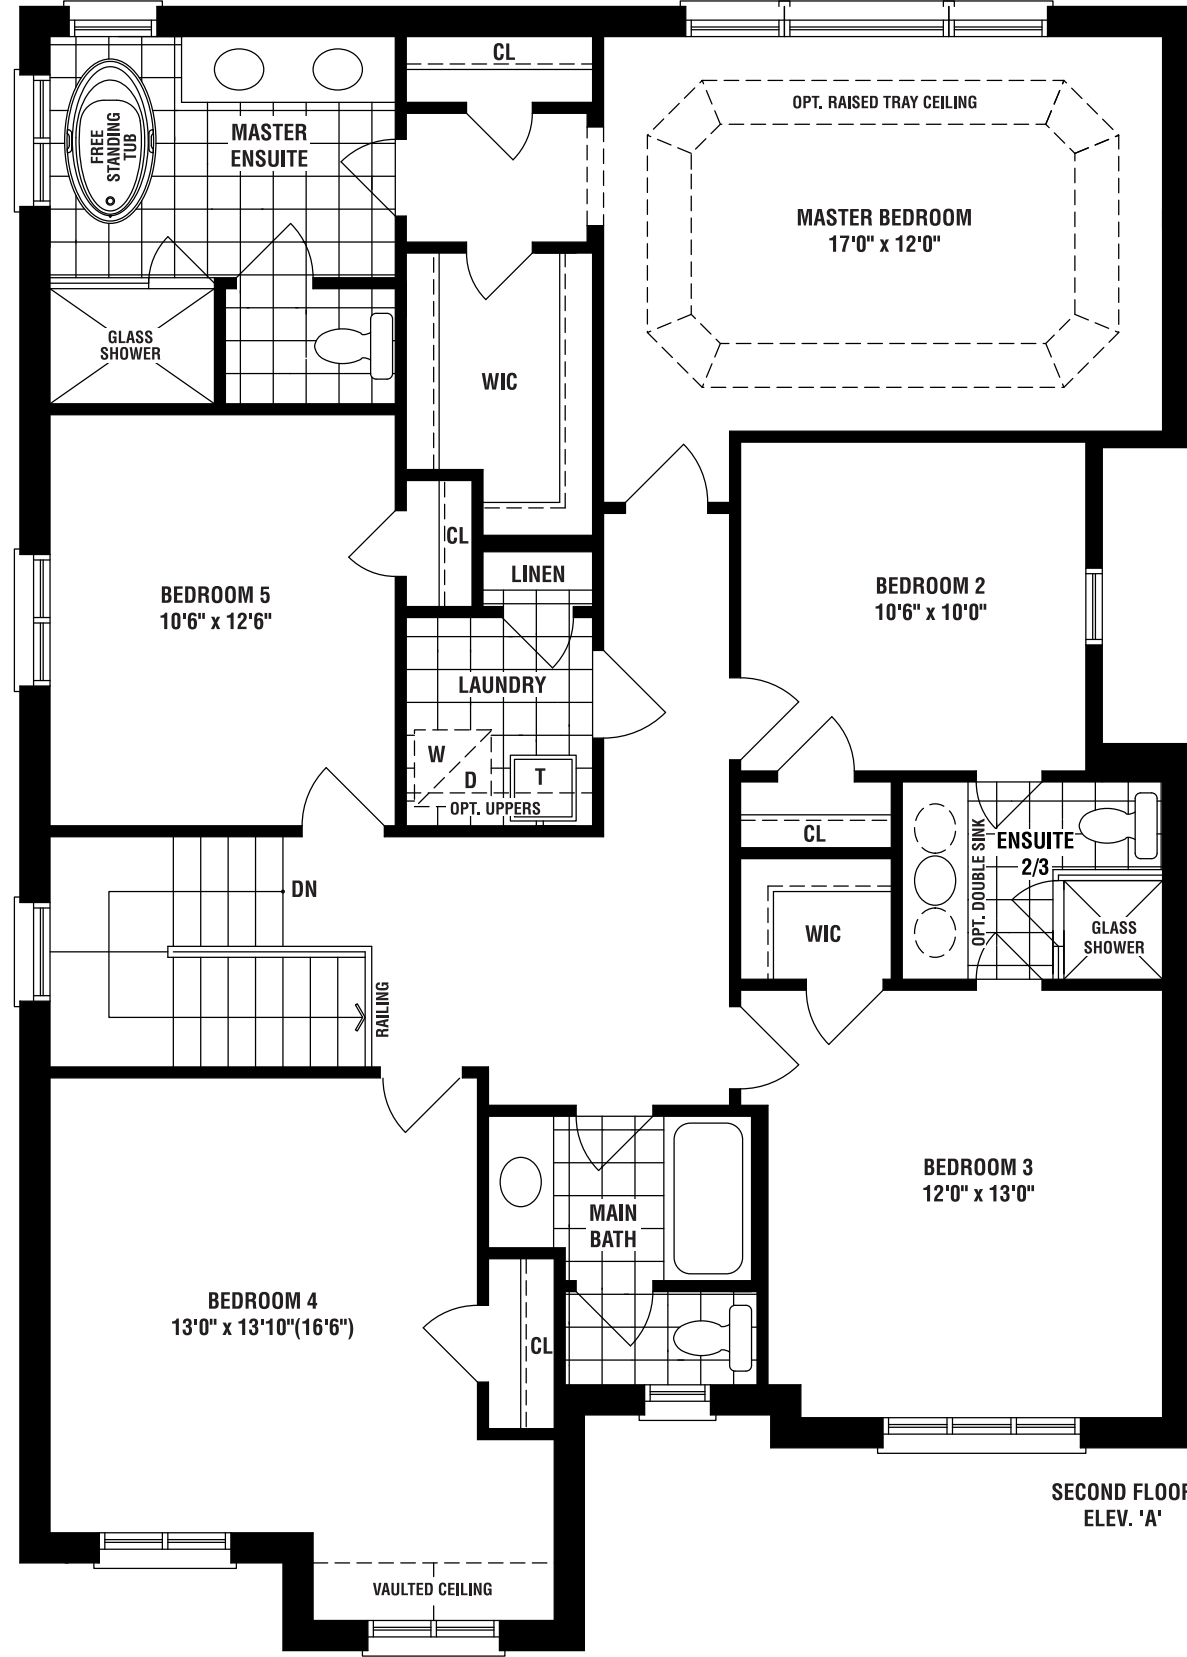 CL
OPT. RAISED TRAY CEILING
MASTER
ENSUITE
FREE
STANDING
TUB
MASTER BEDROOM
17'0" x 12'0"
GLASS
SHOWER
WIC
CL
LINEN
BEDROOM 5
10'6" x 12'6"
BEDROOM 2
10'6" x 10'0"
LAUNDRY
W
D
T
OPT. UPPERS
CL
OPT. DOUBLE SINK
ENSUITE
2/3
DN
WIC
GLASS
SHOWER
RAILING
BEDROOM 3
12'0" x 13'0"
MAIN
BATH
BEDROOM 4
13'0" x 13'10"(16'6")
CL
SECOND FLOOR
ELEV. 'A'
VAULTED CEILING